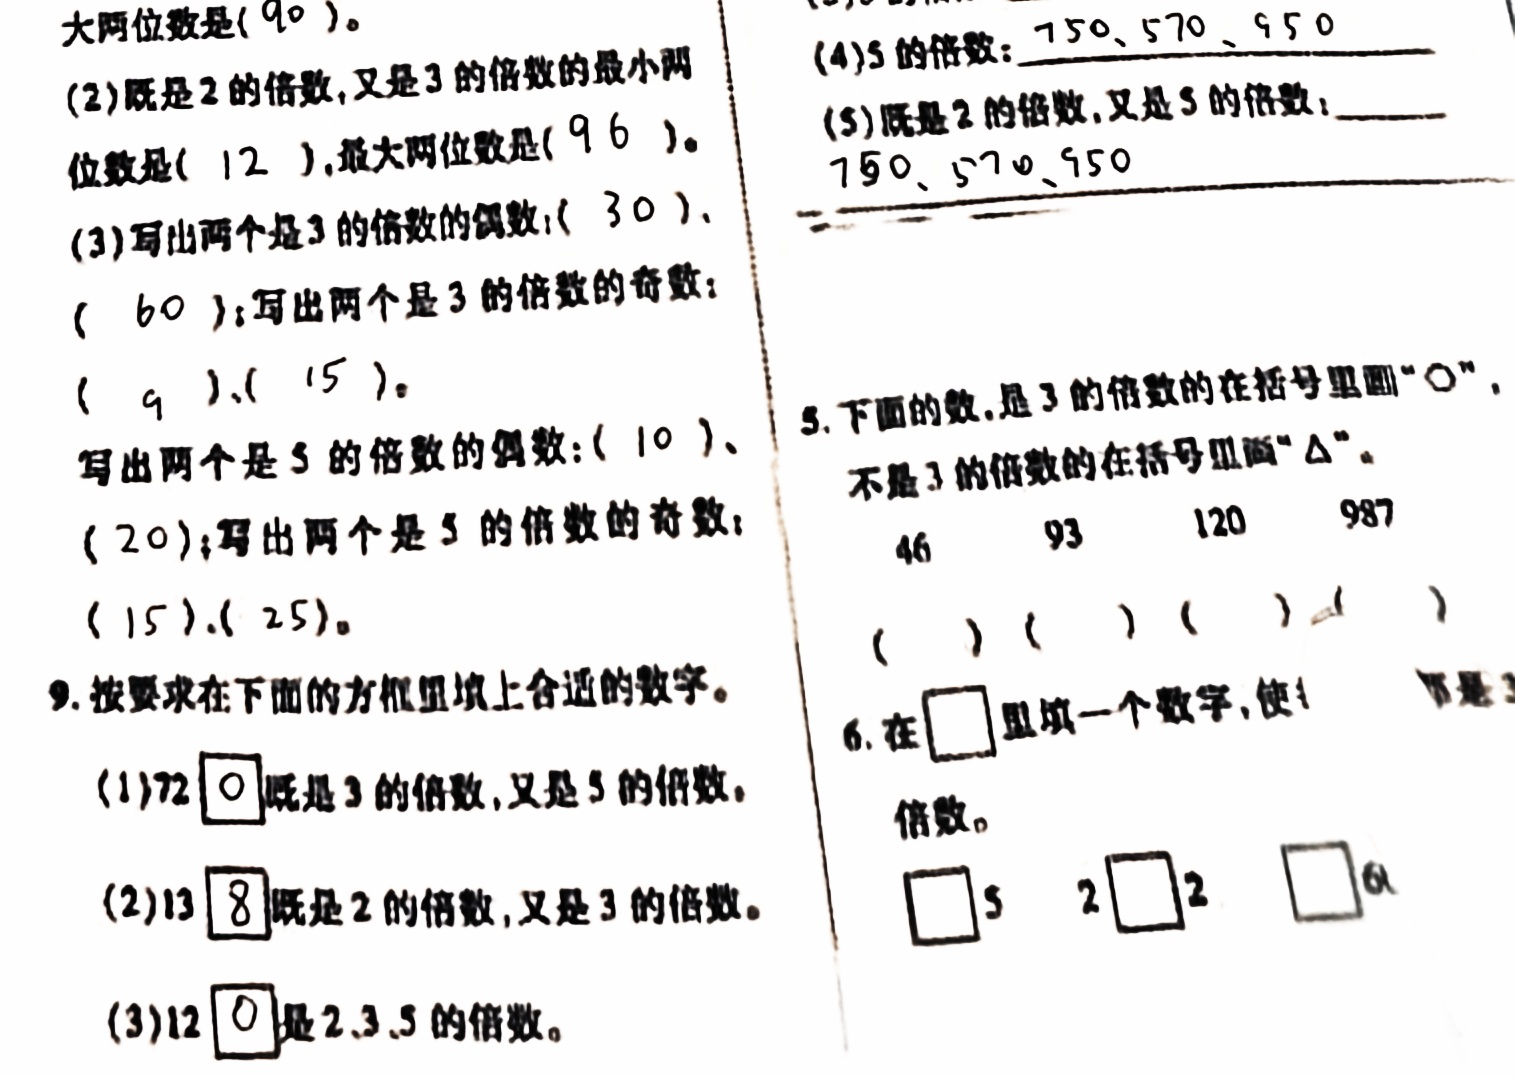 大两位数是( 90 )。
(2)既是2的倍数,又是3的倍数的最小两
位数是( 12 ),最大两位数是( 96 )。
(3)写出两个是3的倍数的偶数:( 30 )、
( 60 );写出两个是3的倍数的奇数:
( 9 )、( 15 )。
写出两个是5的倍数的偶数:( 10 )、
( 20 );写出两个是5的倍数的奇数:
( 15 )、( 25 )。
9. 按要求在下面的方框里填上合适的数字。
(1)72 0 既是3的倍数,又是5的倍数。
(2)13 8 既是2的倍数,又是3的倍数。
(3)12 0 是2、3、5的倍数。
(4)5的倍数: 750、570、950
(5)既是2的倍数,又是5的倍数:
750、570、950
5. 下面的数,是3的倍数的在括号里画“○”,
不是3的倍数的在括号里画“△”。
46 93 120 987
( ) ( ) ( ) ( )
6. 在□里填一个数字,使 是3
倍数。
□5 2□2 □6